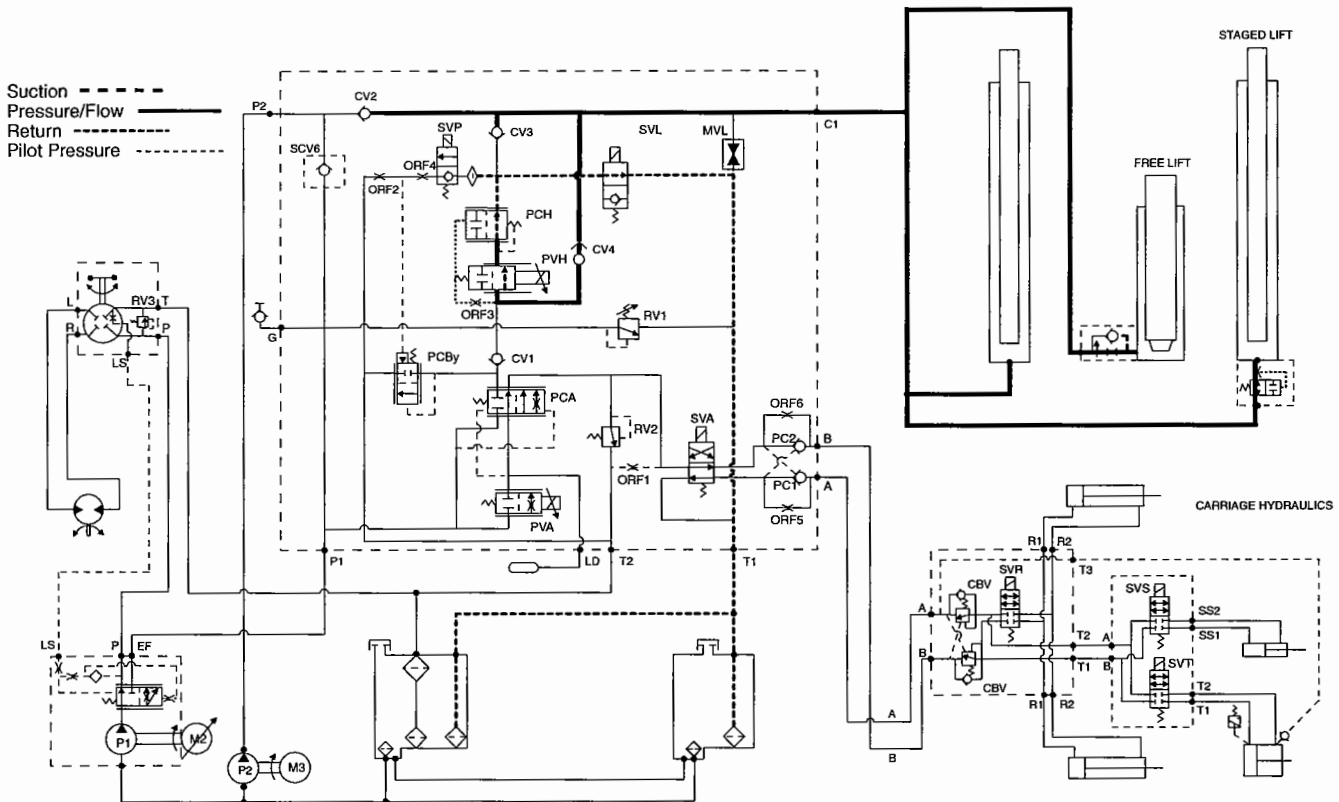 STAGED LIFT
Suction
Pressure/Flow
Return
Pilot Pressure
P2
CV2
CV3
SVP
SVL
MVL
C1
SCV6
ORF4
ORF2
FREE LIFT
PCH
CV4
PVH
ORF3
L
RV3
T
R
P
LS
G
RV1
PCBy
CV1
PCA
RV2
SVA
ORF6
PC2
B
ORF1
PC1
A
ORF5
PVA
CARRIAGE HYDRAULICS
P1
LD
T2
T1
R1
R2
T3
CBV
SVR
SVS
SS2
SS1
A
T2
A
B
T1
B
SVT
CBV
T2
T1
R1
R2
LS
P
EF
A
B
P1
M2
P2
M3